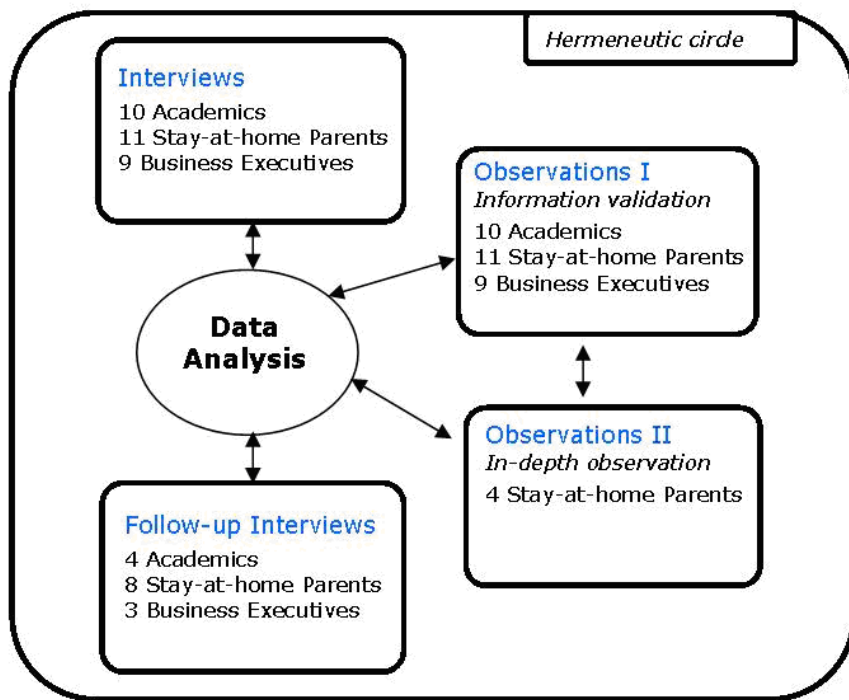 Hermeneutic circle
Interviews
10 Academics
11 Stay-at-home Parents
9 Business Executives
Observations I
Information validation
10 Academics
11 Stay-at-home Parents
9 Business Executives
Data
Analysis
Observations II
In-depth observation
4 Stay-at-home Parents
Follow-up Interviews
4 Academics
8 Stay-at-home Parents
3 Business Executives